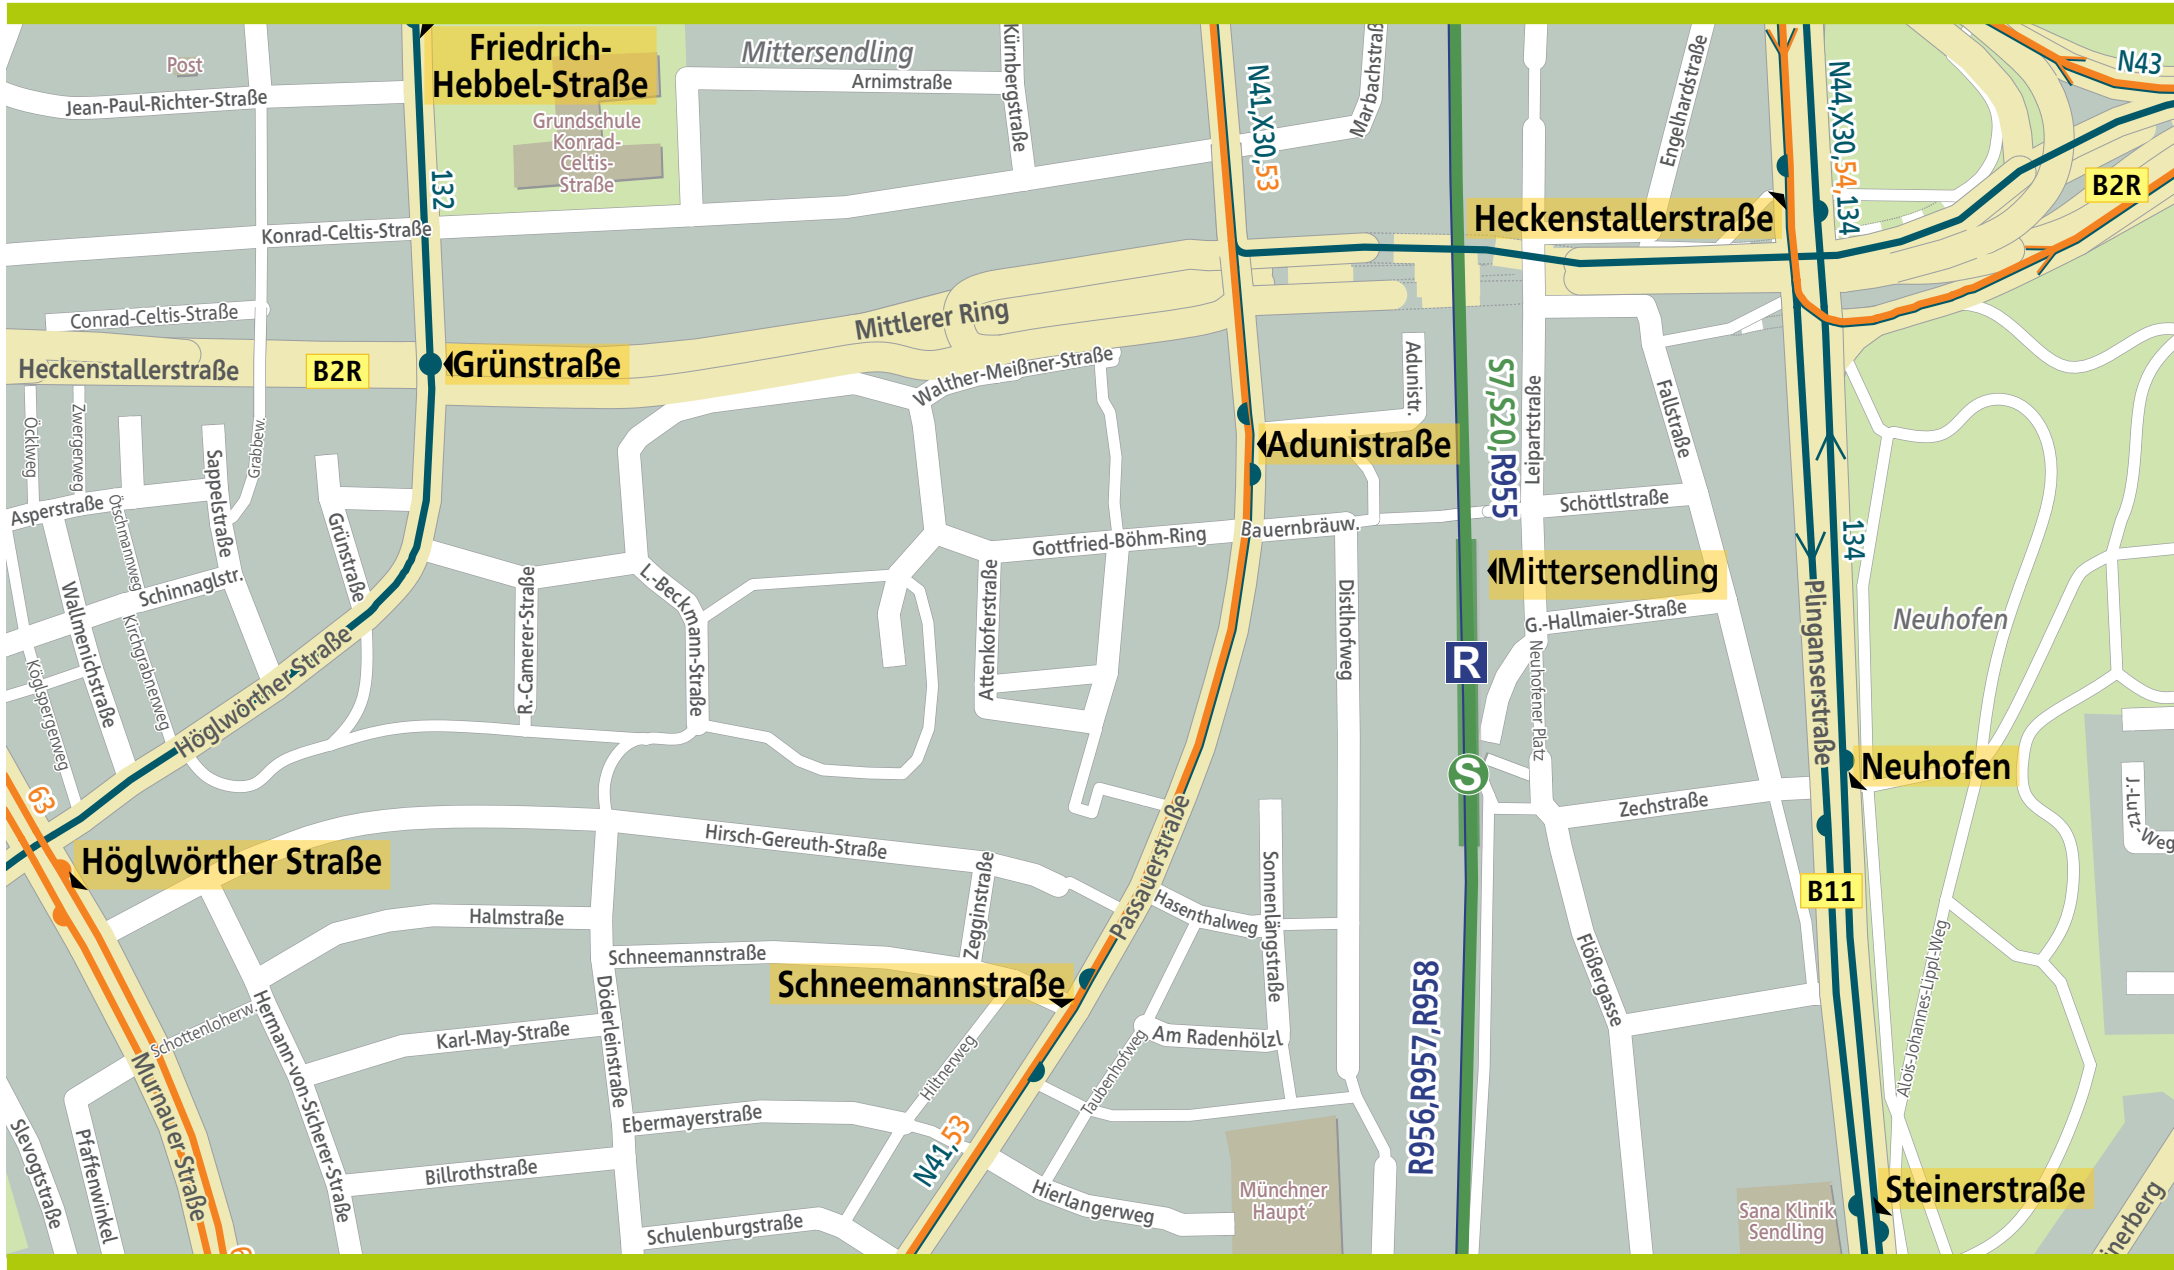 Friedrich-
Hebbel-Straße
Mittersendling
Arnimstraße
Kürnbergstraße
Marbachstraß
Engelhardstraße
N43
Post
Jean-Paul-Richter-Straße
Grundschule
Konrad-
Celtis-
Straße
132
N41,X30,53
N44,X30,54,134
B2R
Konrad-Celtis-Straße
Heckenstallerstraße
Conrad-Celtis-Straße
Mittlerer Ring
Heckenstallerstraße
B2R
Grünstraße
Walther-Meißner-Straße
Adunistr.
S7,S20,R955
Leipartstraße
Fallstraße
Öcklweg
Zwergerweg
Grabbew.
Sappelstraße
Adunistraße
Asperstraße
Ötschmannweg
Grünstraße
Schöttlstraße
Gottfried-Böhm-Ring
Bauernbräuw.
134
Schinnaglstr.
Wallmenichstraße
Kirchgrabnerweg
R.-Camerer-Straße
L.-Beckmann-Straße
Attenkoferstraße
Distlhofweg
Mittersendling
G.-Hallmaier-Straße
Plinganserstraße
Neuhofen
Köglspergerweg
Höglwörther-Straße
R
Neuhofener Platz
S
Neuhofen
63
Zechstraße
J.-Lutz-Weg
Höglwörther Straße
Hirsch-Gereuth-Straße
Passauerstraße
Zegginstraße
Sonnenlängstraße
B11
Halmstraße
Hasenthalweg
Schneemannstraße
Schneemannstraße
Flößergasse
Alois-Johannes-Lippl-Weg
Döderleinstraße
Hermann-von-Sicherer-Straße
Schottenloherw.
Karl-May-Straße
Hiltnerweg
Taubenhofweg
Am Radenhölzl
R956,R957,R958
Murnauer-Straße
Slevogtstraße
Pfaffenwinkel
Ebermayerstraße
N41,53
Billrothstraße
Hierlangerweg
Münchner
Haupt´
Sana Klinik
Sendling
Steinerstraße
Schulenburgstraße
inerberg
6